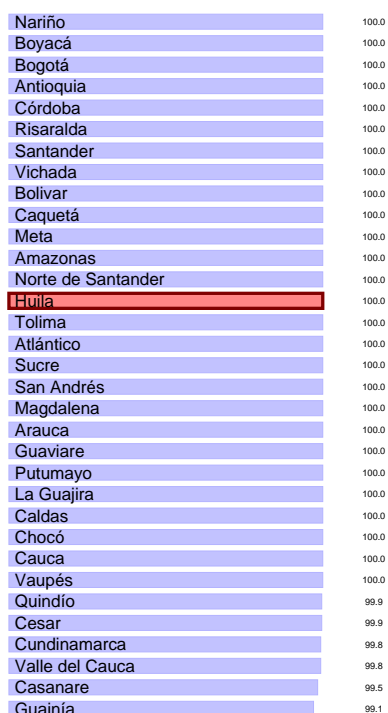 Nariño 100.0
Boyacá 100.0
Bogotá 100.0
Antioquia 100.0
Córdoba 100.0
Risaralda 100.0
Santander 100.0
Vichada 100.0
Bolivar 100.0
Caquetá 100.0
Meta 100.0
Amazonas 100.0
Norte de Santander 100.0
Huila 100.0
Tolima 100.0
Atlántico 100.0
Sucre 100.0
San Andrés 100.0
Magdalena 100.0
Arauca 100.0
Guaviare 100.0
Putumayo 100.0
La Guajira 100.0
Caldas 100.0
Chocó 100.0
Cauca 100.0
Vaupés 100.0
Quindío 99.9
Cesar 99.9
Cundinamarca 99.8
Valle del Cauca 99.8
Casanare 99.5
Guainía 99.1